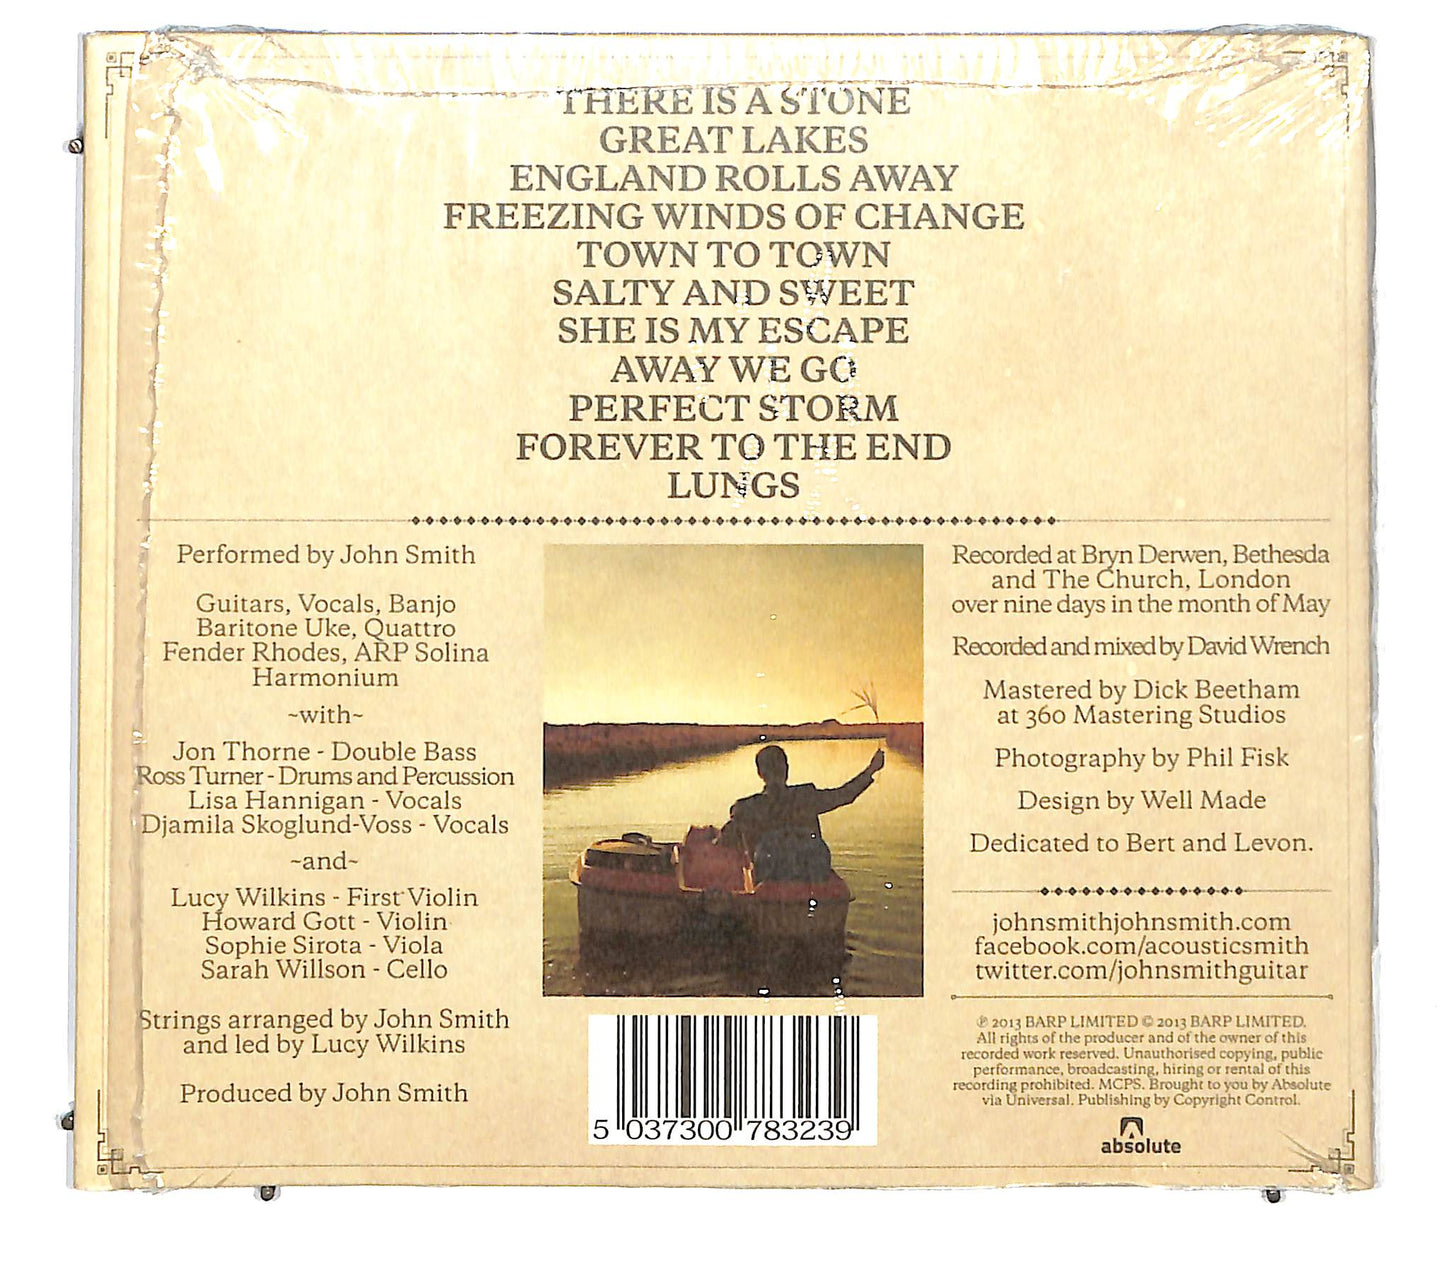 THERE IS A STONE
GREAT LAKES
ENGLAND ROLLS AWAY
FREEZING WINDS OF CHANGE
TOWN TO TOWN
SALTY AND SWEET
SHE IS MY ESCAPE
AWAY WE GO
PERFECT STORM
FOREVER TO THE END
LUNGS
Performed by John Smith
Guitars, Vocals, Banjo
Baritone Uke, Quattro
Fender Rhodes, ARP Solina
Harmonium
~with~
Jon Thorne - Double Bass
Ross Turner - Drums and Percussion
Lisa Hannigan - Vocals
Djamila Skoglund-Voss - Vocals
~and~
Lucy Wilkins - First Violin
Howard Gott - Violin
Sophie Sirota - Viola
Sarah Willson - Cello
Strings arranged by John Smith
and led by Lucy Wilkins
Produced by John Smith
5 037300 783239
Recorded at Bryn Derwen, Bethesda
and The Church, London
over nine days in the month of May
Recorded and mixed by David Wrench
Mastered by Dick Beetham
at 360 Mastering Studios
Photography by Phil Fisk
Design by Well Made
Dedicated to Bert and Levon.
johnsmithjohnsmith.com
facebook.com/acousticsmith
twitter.com/johnsmithguitar
℗ 2013 BARP LIMITED © 2013 BARP LIMITED.
All rights of the producer and of the owner of this
recorded work reserved. Unauthorised copying, public
performance, broadcasting, hiring or rental of this
recording prohibited. MCPS. Brought to you by Absolute
via Universal. Publishing by Copyright Control.
absolute